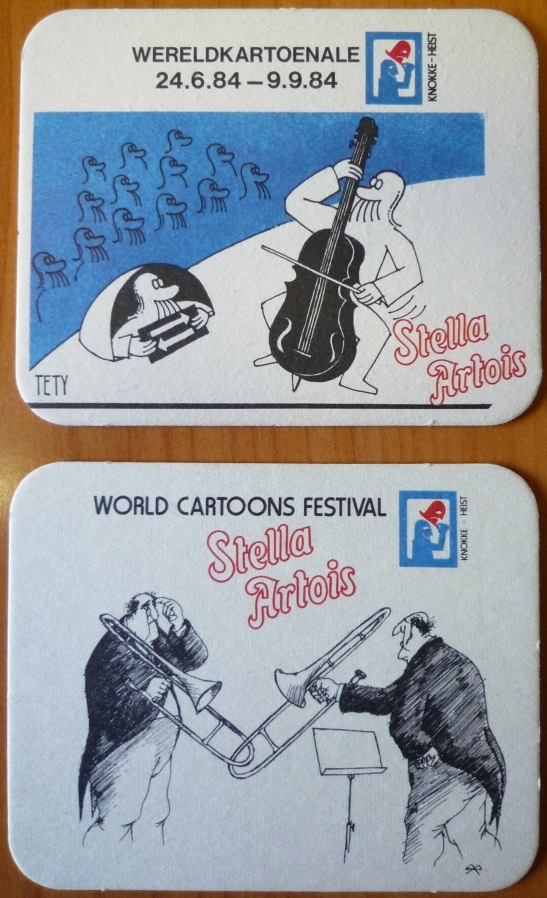 WERELDKARTOENALE
24.6.84 – 9.9.84
KNOKKE - HEIST
Stella
Artois
TETY
WORLD CARTOONS FESTIVAL
KNOKKE - HEIST
Stella
Artois